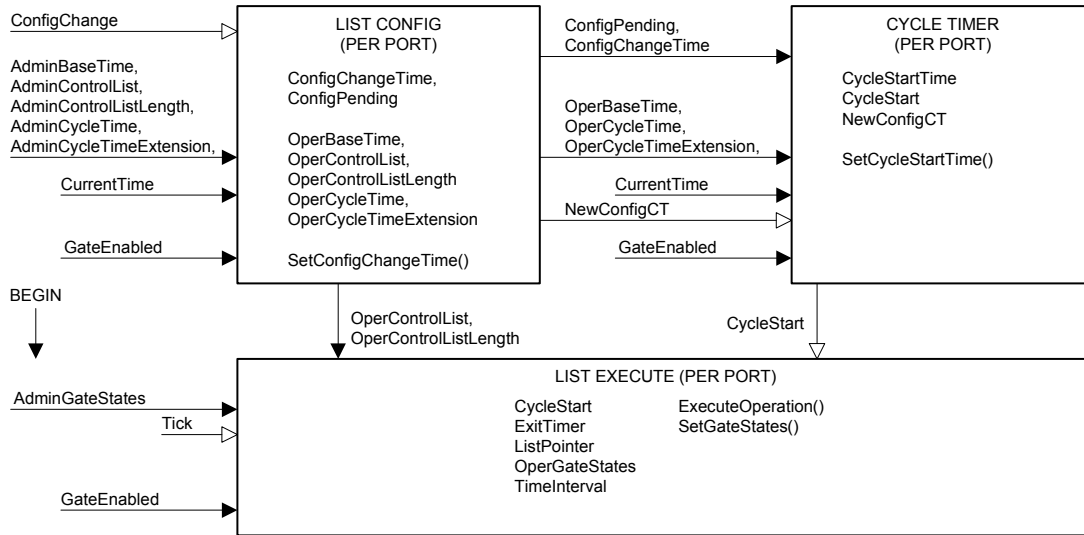 ConfigChange
AdminBaseTime,
AdminControlList,
AdminControlListLength,
AdminCycleTime,
AdminCycleTimeExtension,
CurrentTime
GateEnabled
BEGIN
LIST CONFIG
(PER PORT)
ConfigChangeTime,
ConfigPending
OperBaseTime,
OperControlList,
OperControlListLength
OperCycleTime,
OperCycleTimeExtension
SetConfigChangeTime()
ConfigPending,
ConfigChangeTime
OperBaseTime,
OperCycleTime,
OperCycleTimeExtension,
CurrentTime
NewConfigCT
GateEnabled
CYCLE TIMER
(PER PORT)
CycleStartTime
CycleStart
NewConfigCT
SetCycleStartTime()
OperControlList,
OperControlListLength
CycleStart
AdminGateStates
Tick
GateEnabled
LIST EXECUTE (PER PORT)
CycleStart
ExitTimer
ListPointer
OperGateStates
TimeInterval
ExecuteOperation()
SetGateStates()